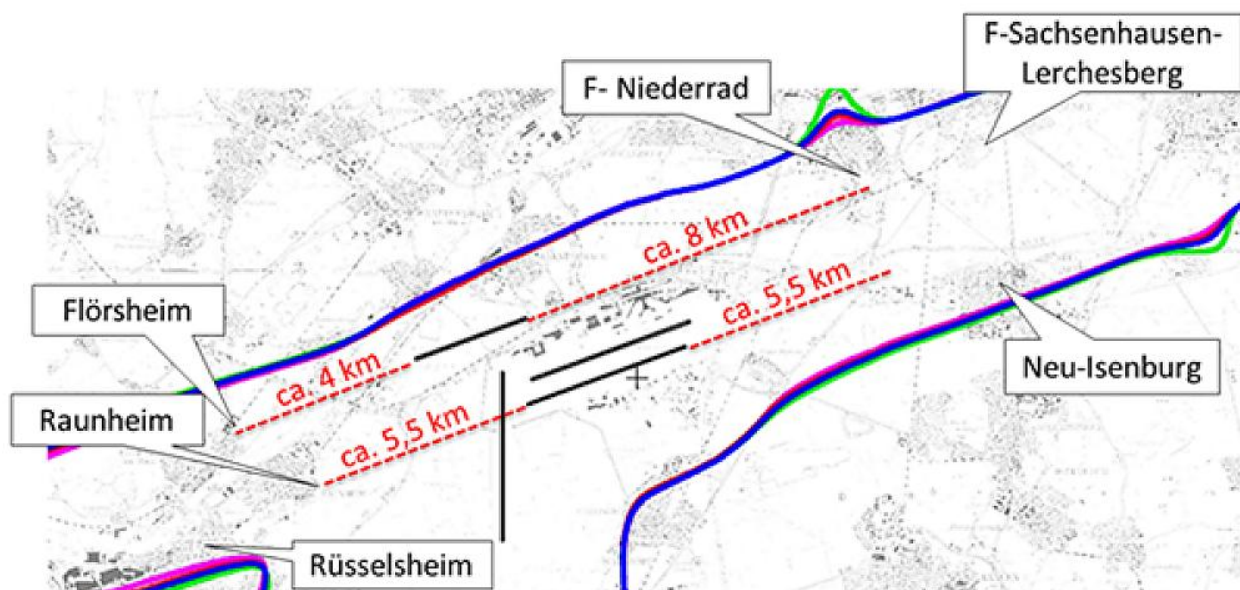 F-Sachsenhausen-
Lerchesberg
F- Niederrad
ca. 8 km
ca. 5,5 km
Flörsheim
ca. 4 km
Neu-Isenburg
Raunheim
ca. 5,5 km
Rüsselsheim